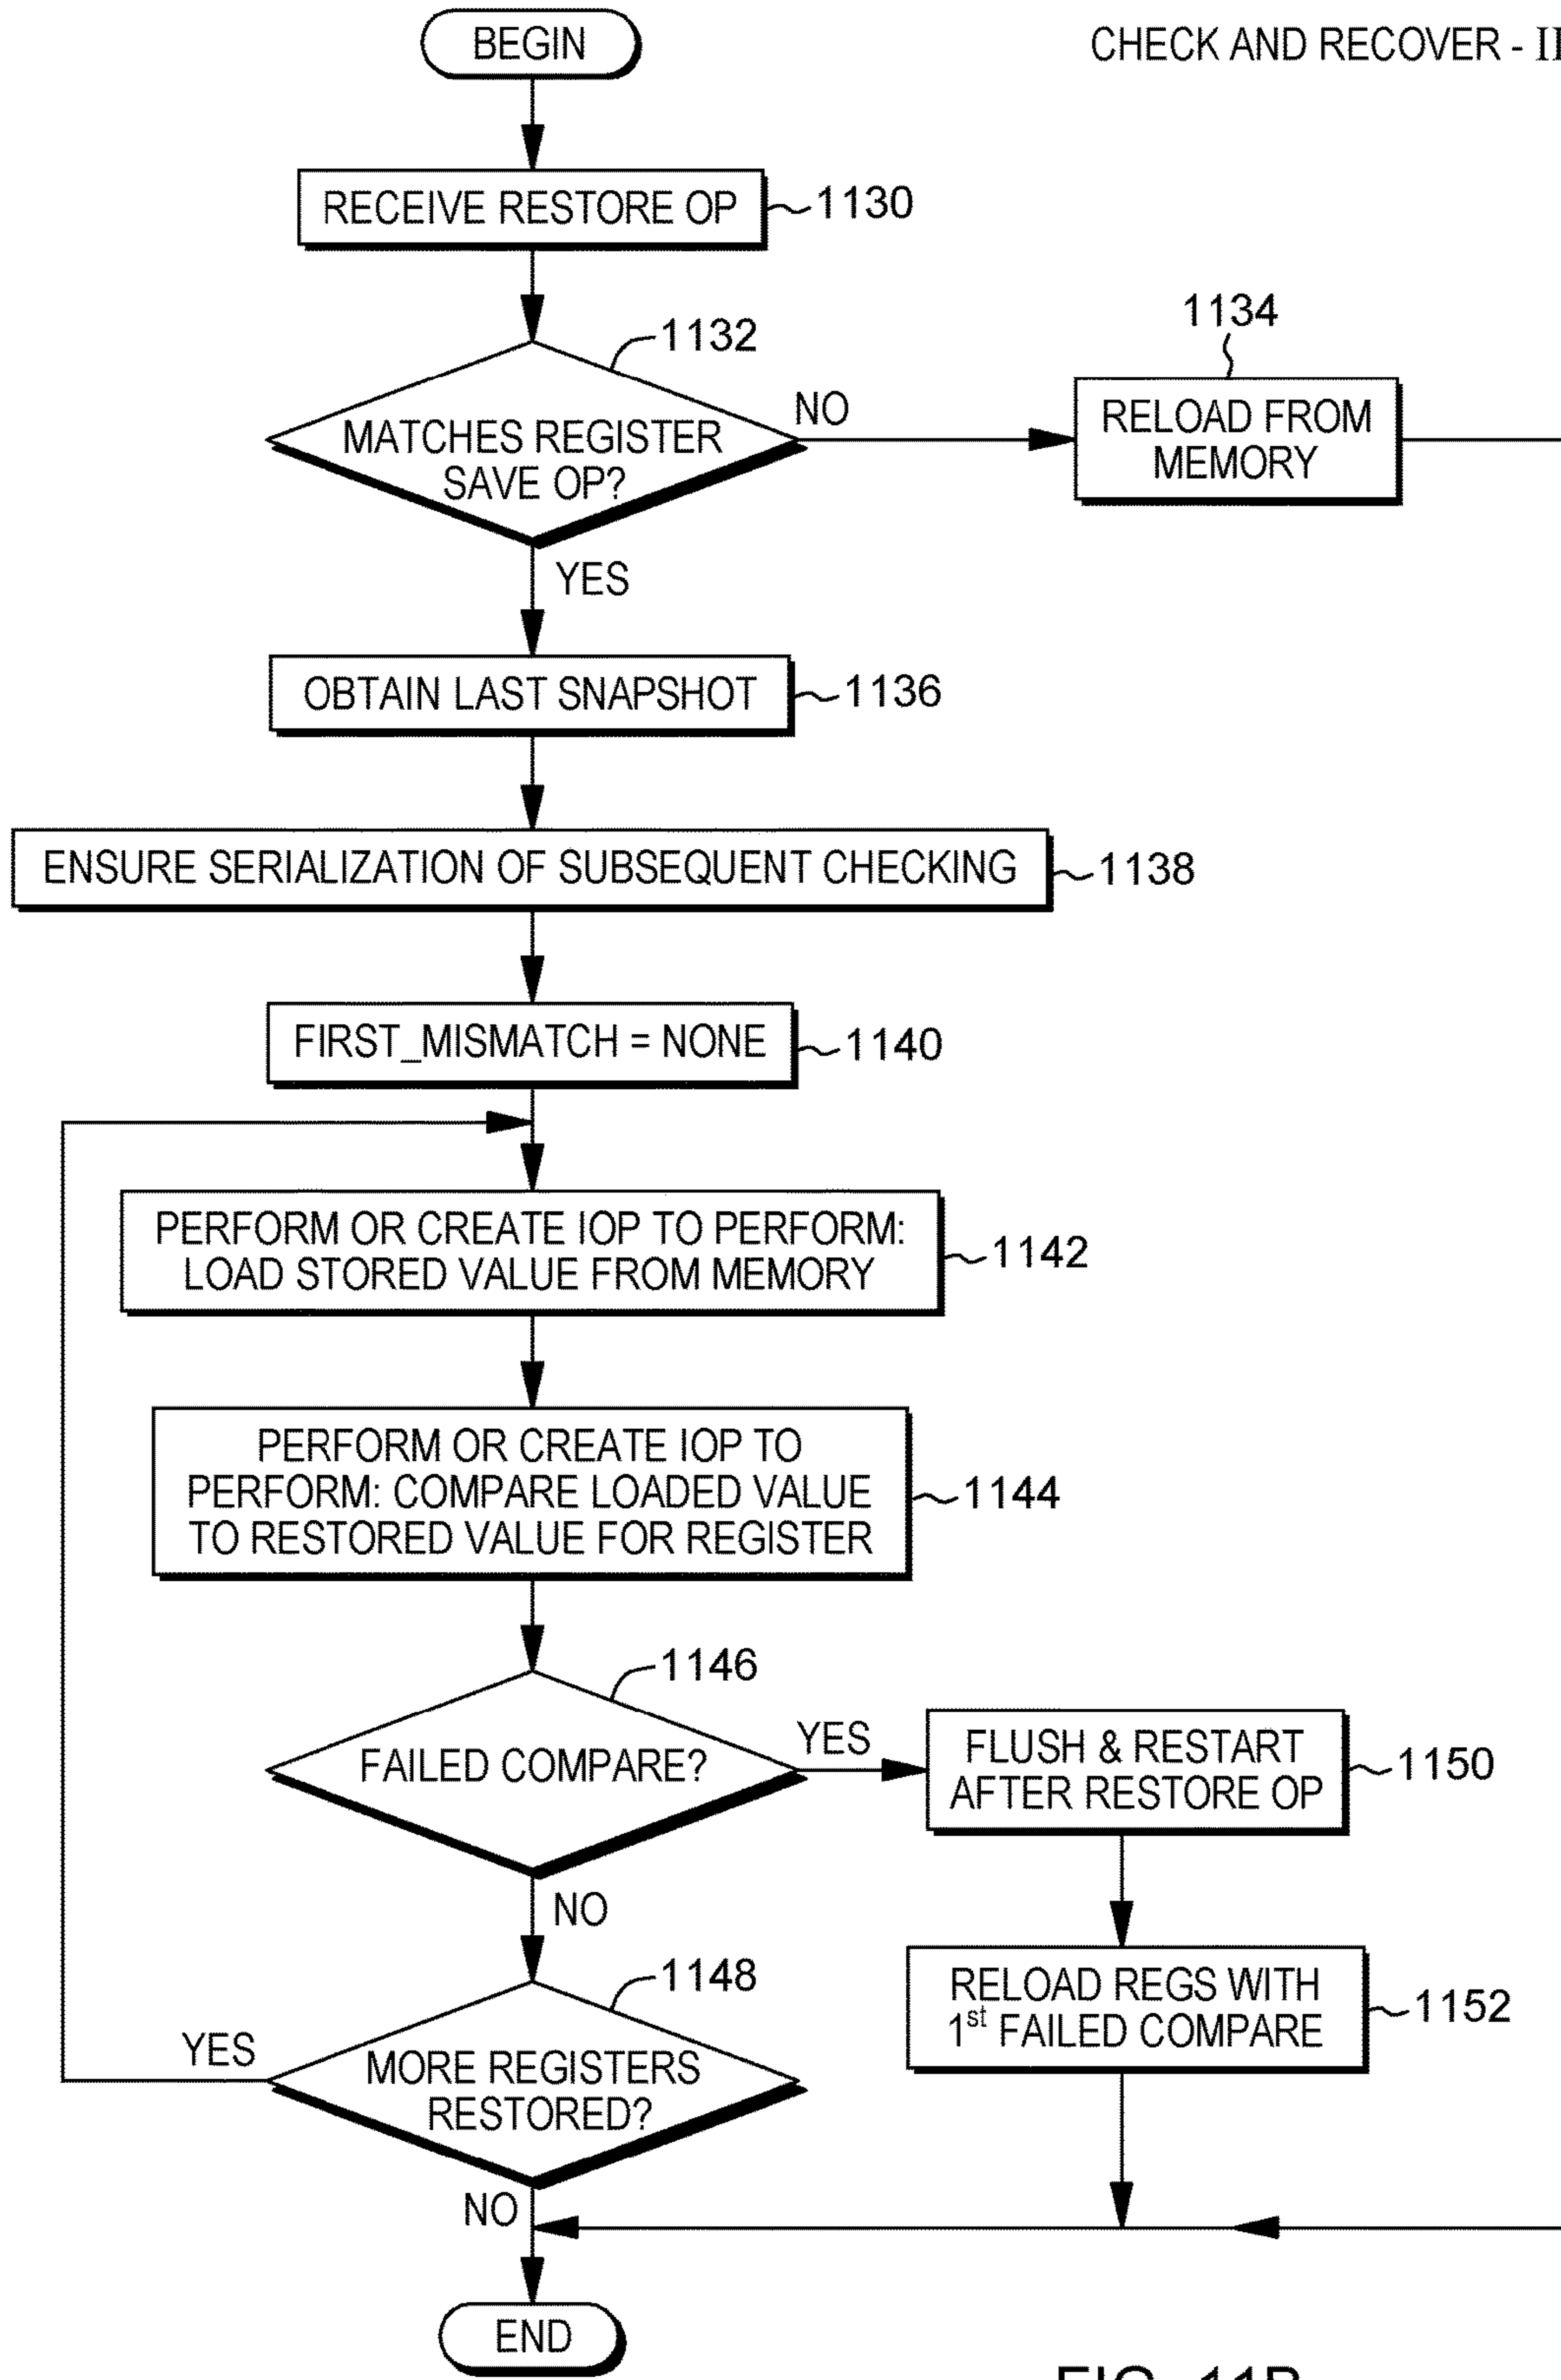 BEGIN
CHECK AND RECOVER - II
RECEIVE RESTORE OP
1130
1132
MATCHES REGISTER
SAVE OP?
NO
1134
RELOAD FROM
MEMORY
YES
OBTAIN LAST SNAPSHOT
1136
ENSURE SERIALIZATION OF SUBSEQUENT CHECKING
1138
FIRST_MISMATCH = NONE
1140
PERFORM OR CREATE IOP TO PERFORM:
LOAD STORED VALUE FROM MEMORY
1142
PERFORM OR CREATE IOP TO
PERFORM: COMPARE LOADED VALUE
TO RESTORED VALUE FOR REGISTER
1144
1146
FAILED COMPARE?
YES
FLUSH & RESTART
AFTER RESTORE OP
1150
NO
1148
MORE REGISTERS
RESTORED?
YES
RELOAD REGS WITH
1st FAILED COMPARE
1152
NO
END
FIG. 11B